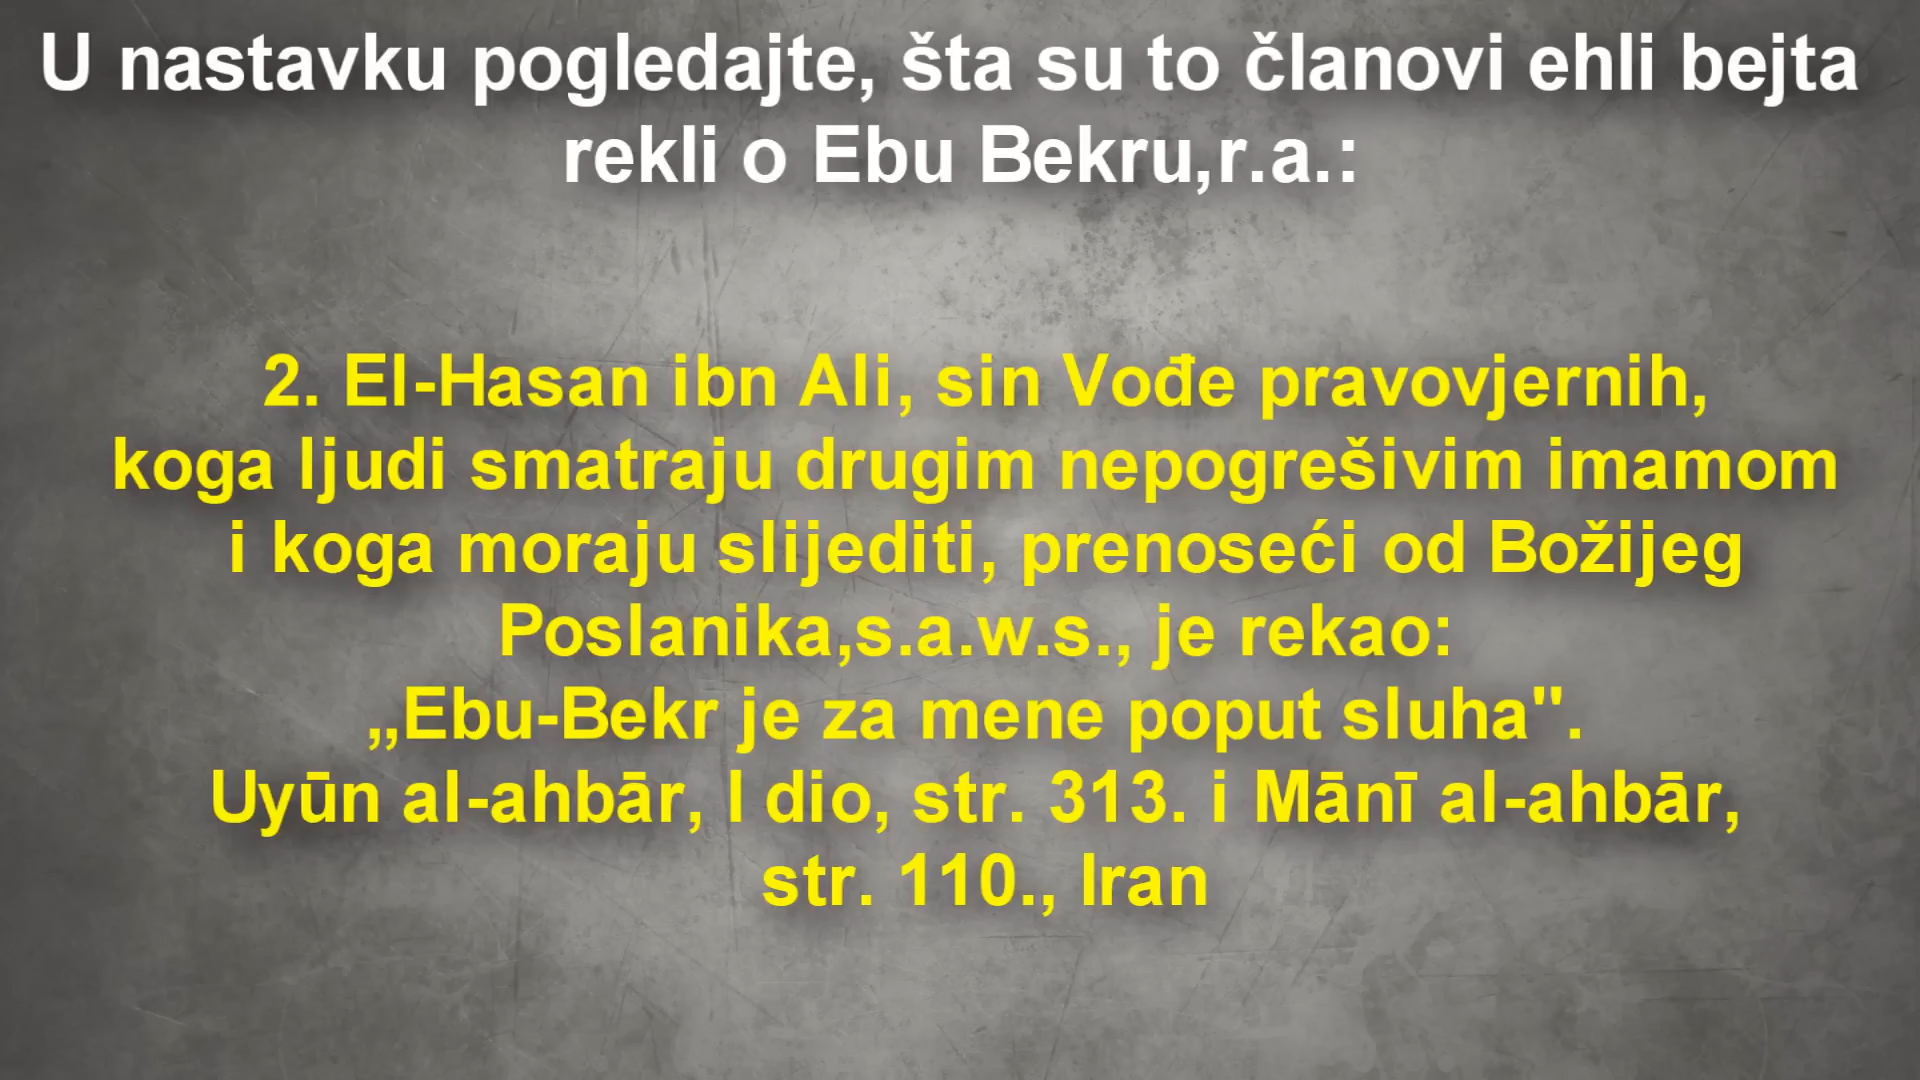 U nastavku pogledajte, šta su to članovi ehli bejta
rekli o Ebu Bekru,r.a.:
2. El-Hasan ibn Ali, sin Vođe pravovjernih,
koga ljudi smatraju drugim nepogrešivim imamom
i koga moraju slijediti, prenoseći od Božijeg
Poslanika,s.a.w.s., je rekao:
„Ebu-Bekr je za mene poput sluha".
Uyūn al-ahbār, I dio, str. 313. i Mānī al-ahbār,
str. 110., Iran